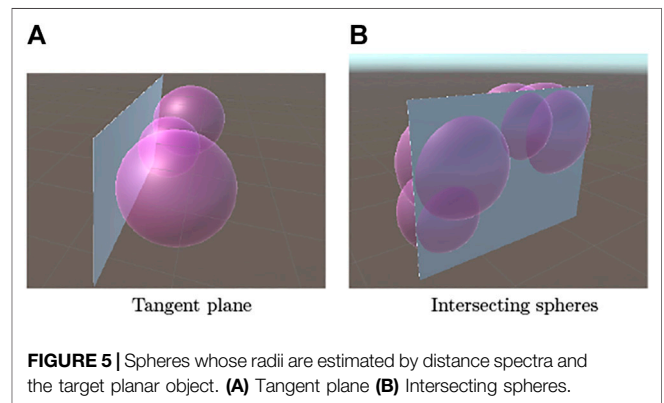 A
B
Tangent plane
Intersecting spheres
FIGURE 5 | Spheres whose radii are estimated by distance spectra and
the target planar object. (A) Tangent plane (B) Intersecting spheres.